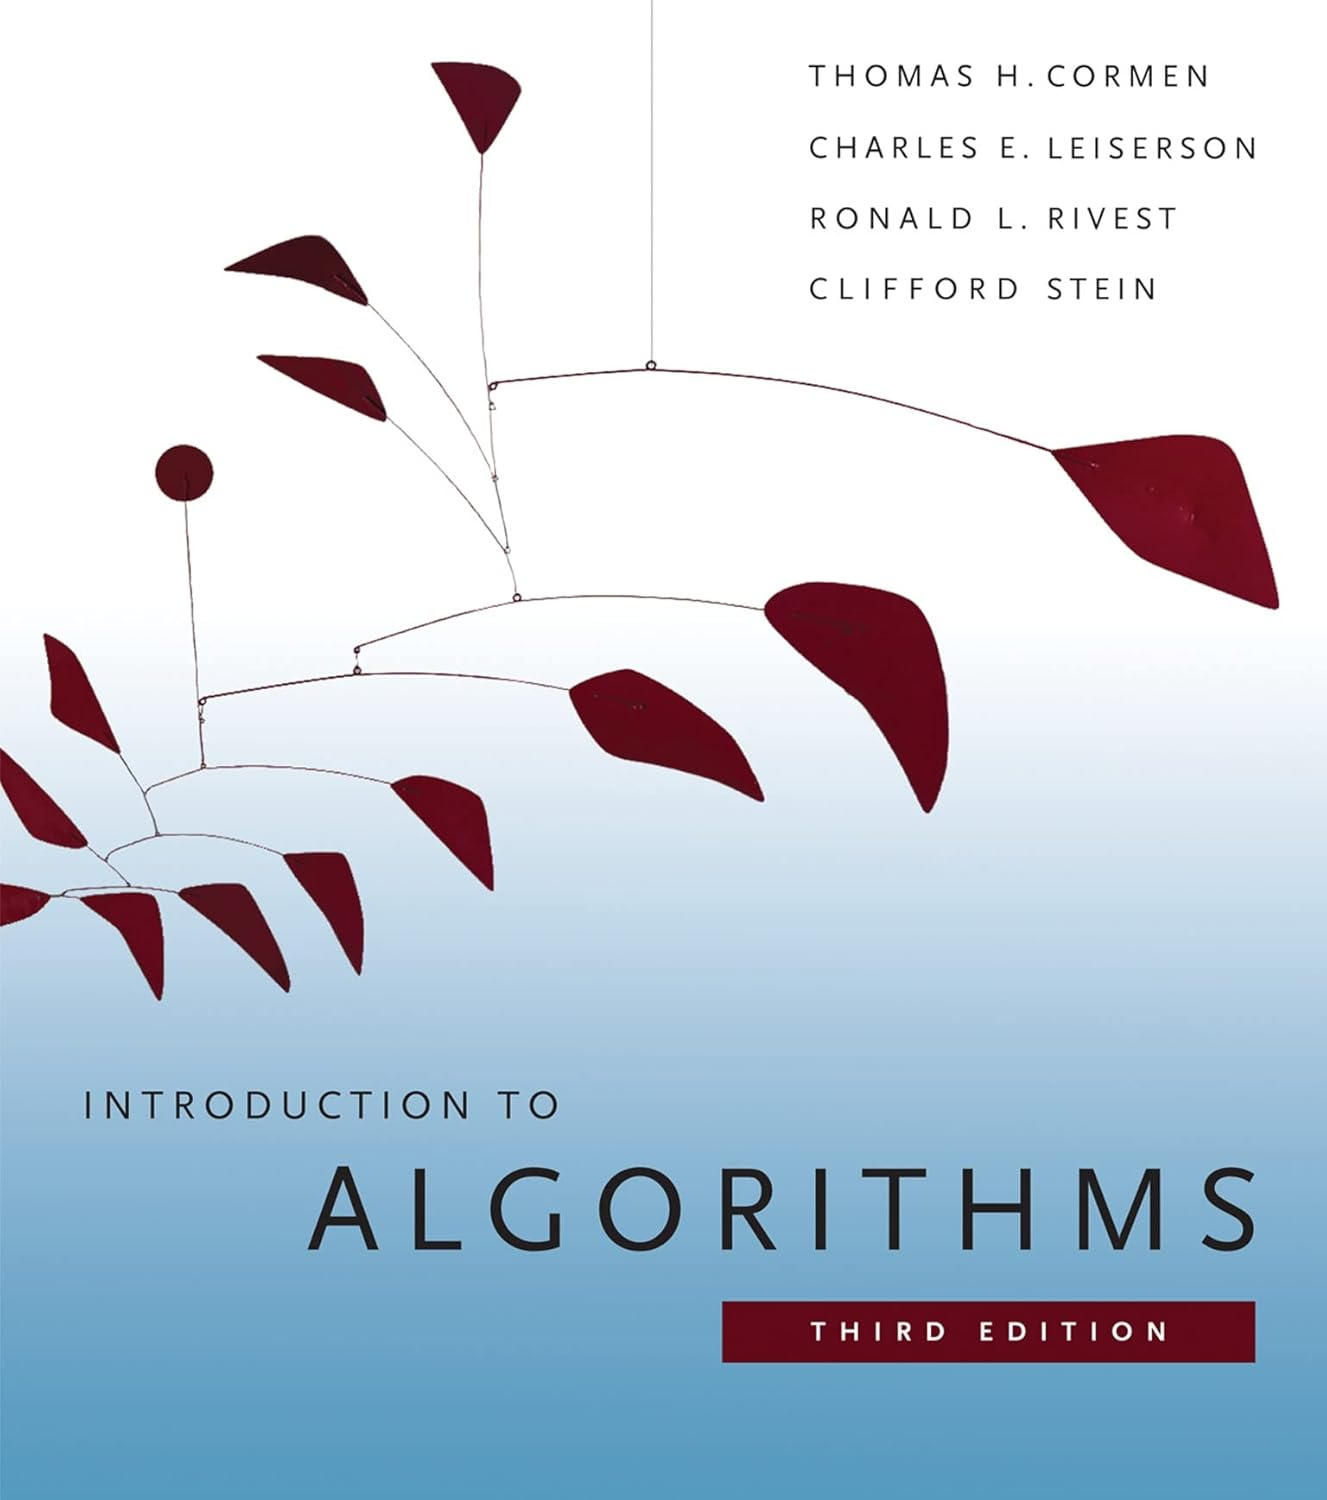 THOMAS H. CORMEN
CHARLES E. LEISERSON
RONALD L. RIVEST
CLIFFORD STEIN
INTRODUCTION TO
ALGORITHMS
THIRD EDITION